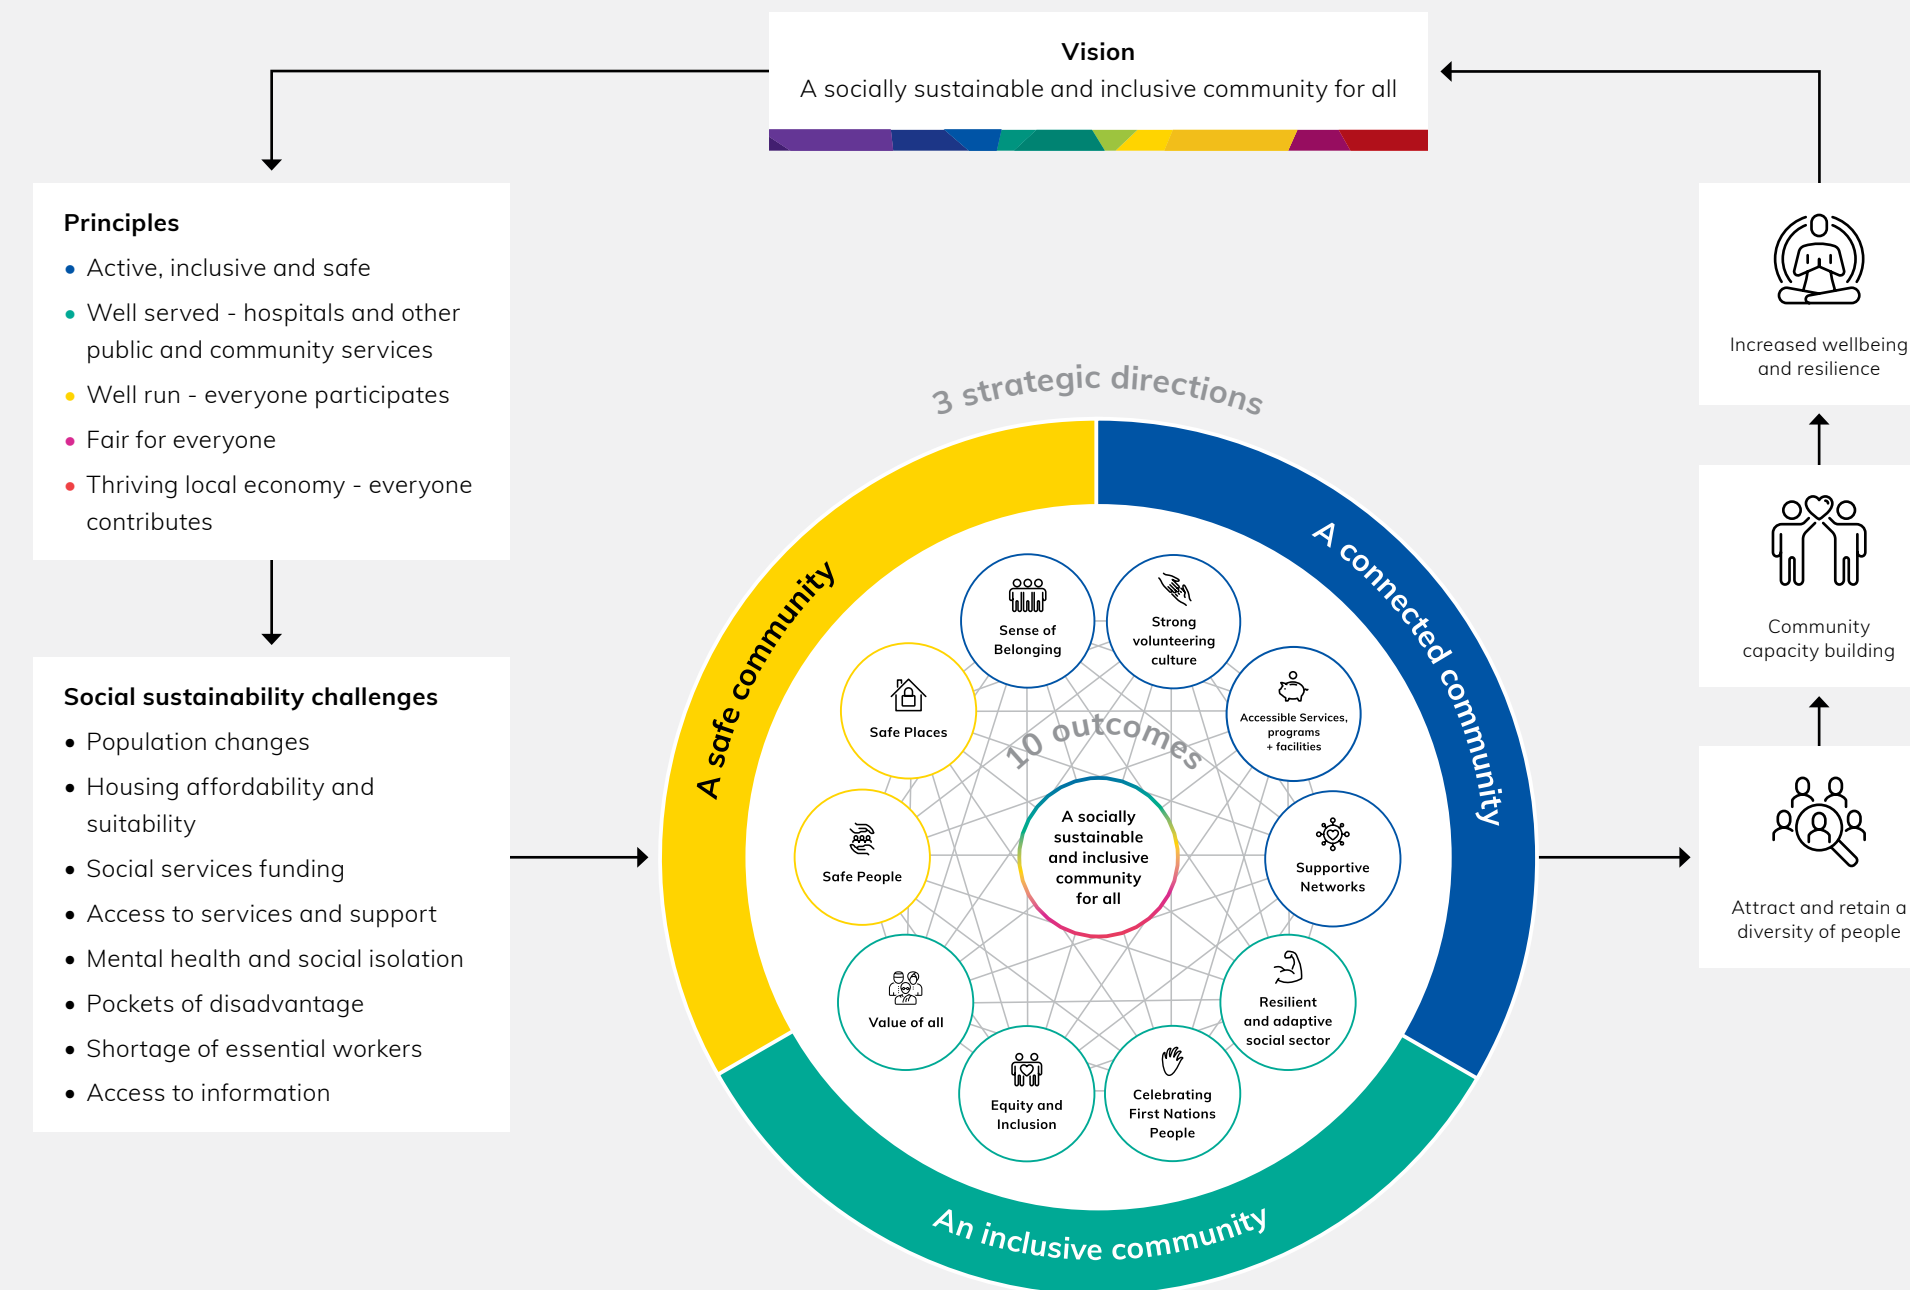 Vision
A socially sustainable and inclusive community for all
Principles
Active, inclusive and safe
Well served - hospitals and other
public and community services
Well run - everyone participates
Fair for everyone
Thriving local economy - everyone
contributes
Social sustainability challenges
Population changes
Housing affordability and
suitability
Social services funding
Access to services and support
Mental health and social isolation
Pockets of disadvantage
Shortage of essential workers
Access to information
3 strategic directions
A safe community
A connected community
An inclusive community
10 outcomes
Sense of
Belonging
Strong
volunteering
culture
Accessible Services,
programs
+ facilities
Supportive
Networks
Resilient
and adaptive
social sector
Celebrating
First Nations
People
Equity and
Inclusion
Value of all
Safe People
Safe Places
A socially
sustainable
and inclusive
community
for all
Attract and retain a
diversity of people
Community
capacity building
Increased wellbeing
and resilience